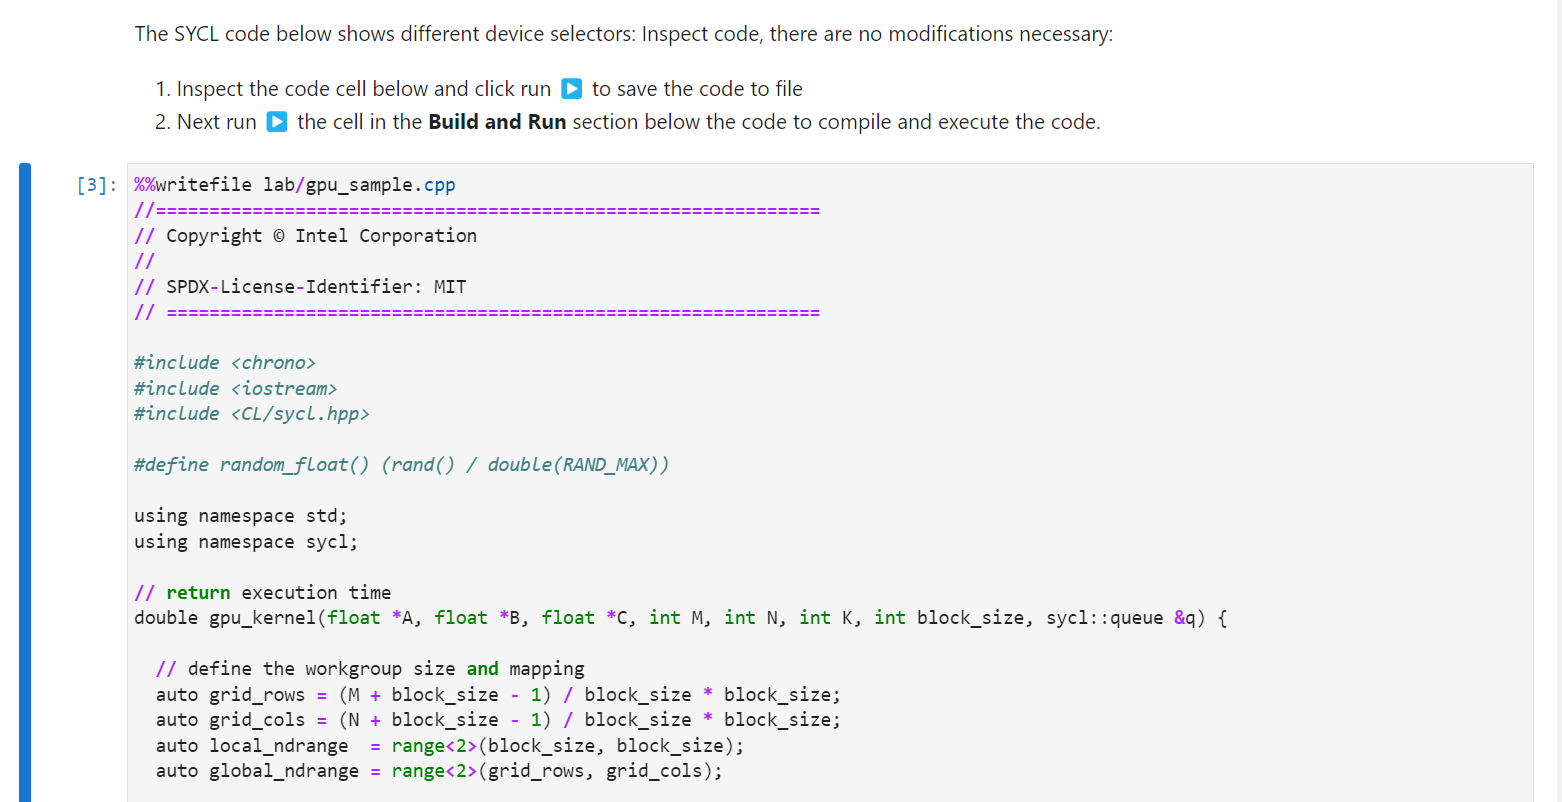 The SYCL code below shows different device selectors: Inspect code, there are no modifications necessary:
1. Inspect the code cell below and click run ▶ to save the code to file
2. Next run ▶ the cell in the Build and Run section below the code to compile and execute the code.
[3]: %%writefile lab/gpu_sample.cpp
//==============================================================
// Copyright © Intel Corporation
//
// SPDX-License-Identifier: MIT
// =============================================================
#include <chrono>
#include <iostream>
#include <CL/sycl.hpp>
#define random_float() (rand() / double(RAND_MAX))
using namespace std;
using namespace sycl;
// return execution time
double gpu_kernel(float *A, float *B, float *C, int M, int N, int K, int block_size, sycl::queue &q) {
  // define the workgroup size and mapping
  auto grid_rows = (M + block_size - 1) / block_size * block_size;
  auto grid_cols = (N + block_size - 1) / block_size * block_size;
  auto local_ndrange  = range<2>(block_size, block_size);
  auto global_ndrange = range<2>(grid_rows, grid_cols);